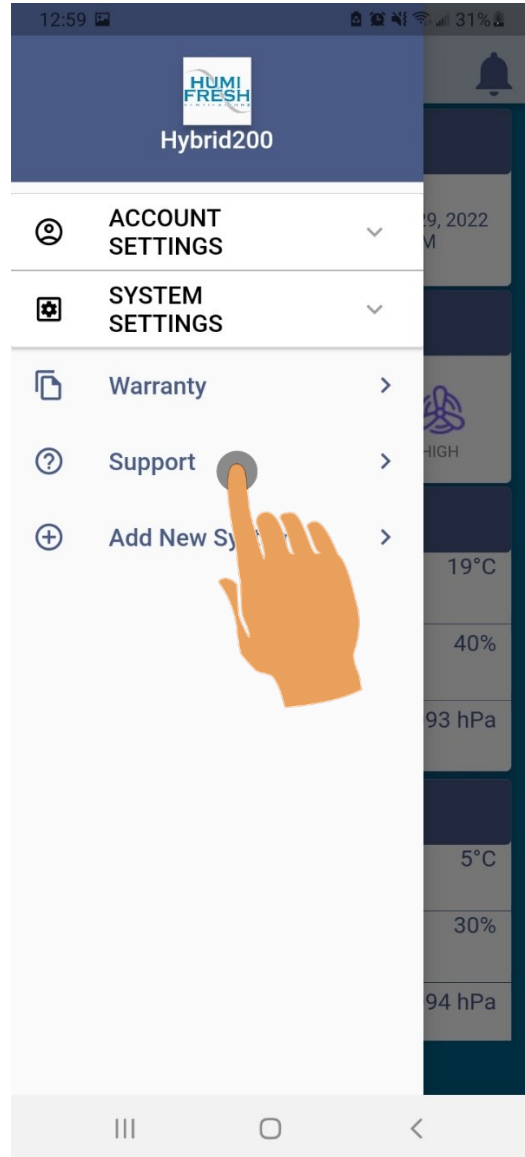 12:59
31%
HUMI
FRESH
Hybrid200
ACCOUNT
SETTINGS
29, 2022
M
SYSTEM
SETTINGS
Warranty
HIGH
Support
Add New Sy
19°C
40%
93 hPa
5°C
30%
94 hPa